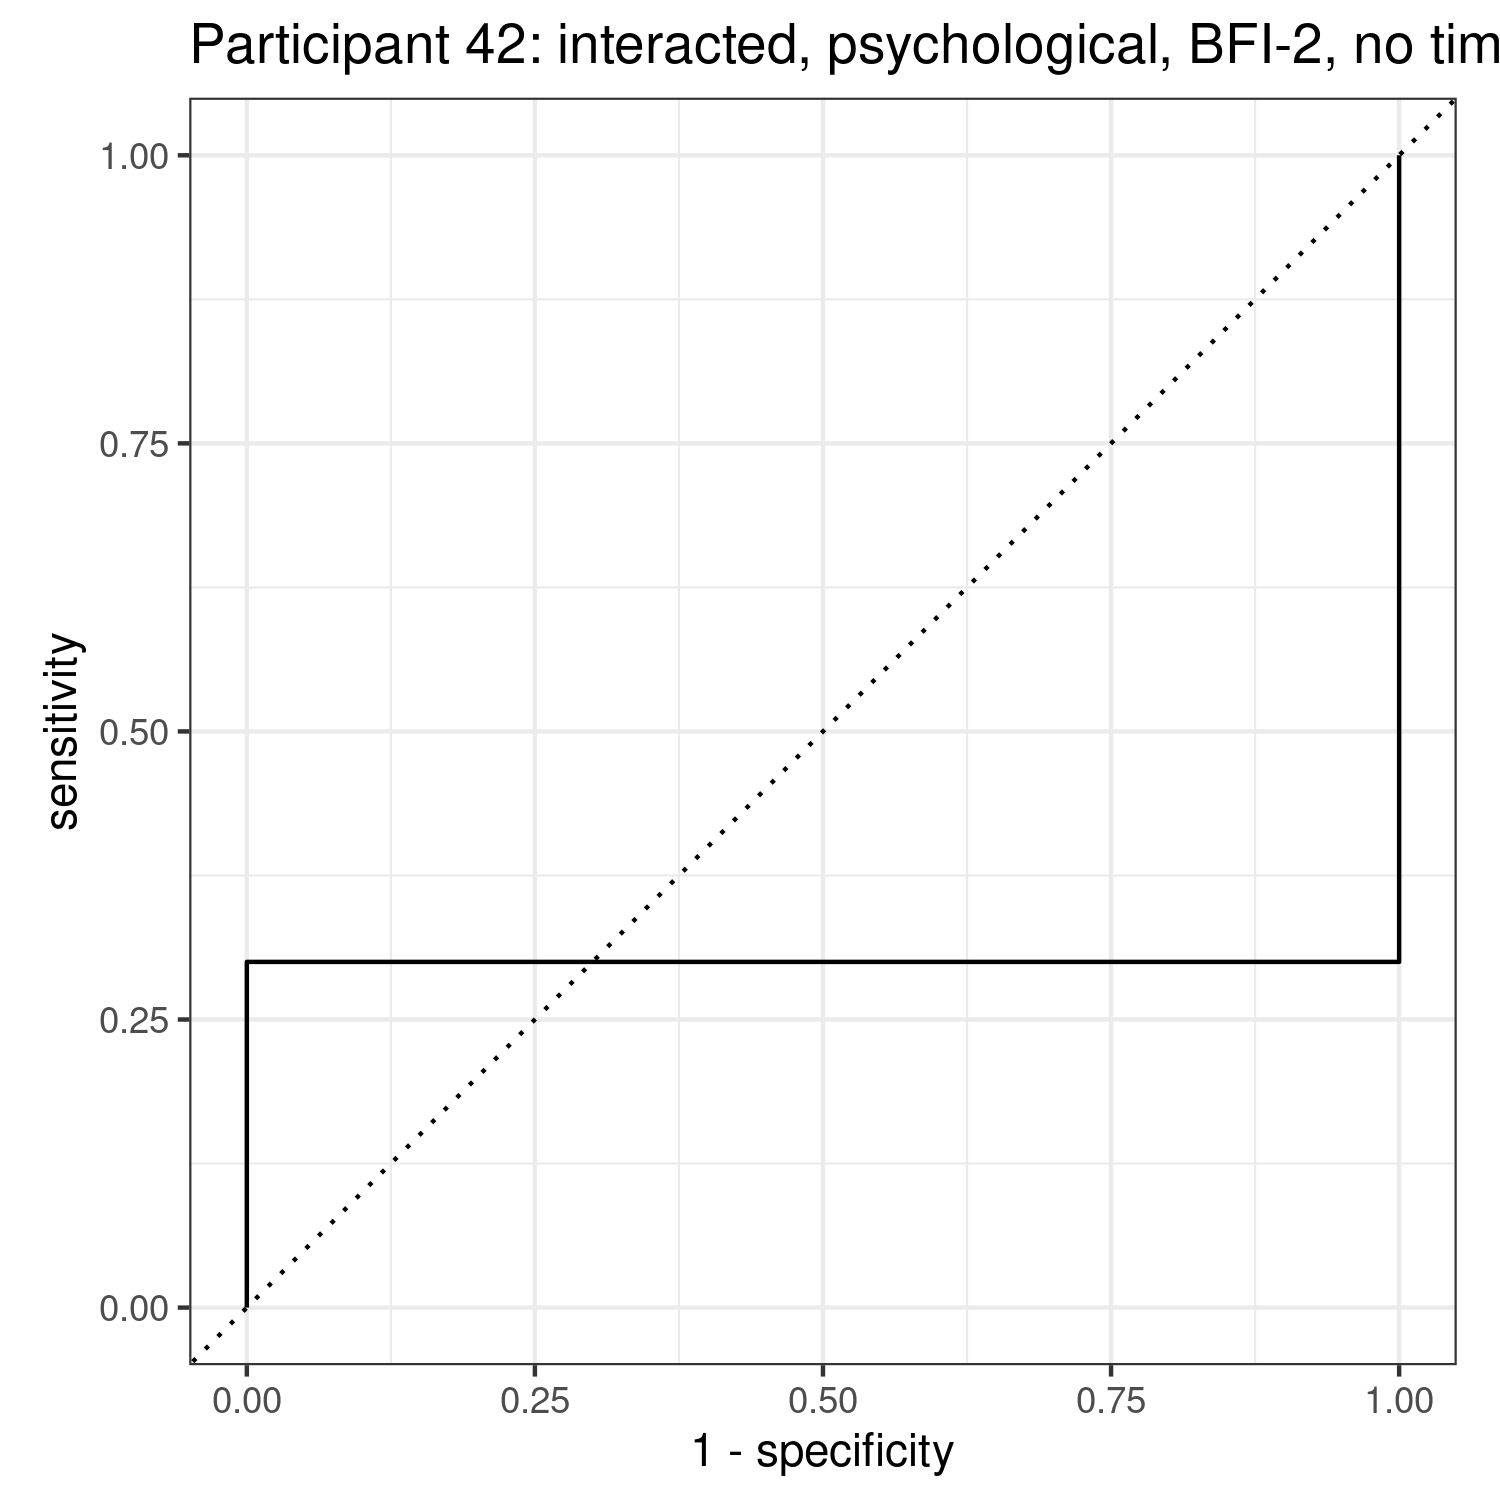 Participant 42: interacted, psychological, BFI-2, no tim
1.00
0.75
0.50
0.25
0.00
sensitivity
0.00 0.25 0.50 0.75 1.00
1 - specificity